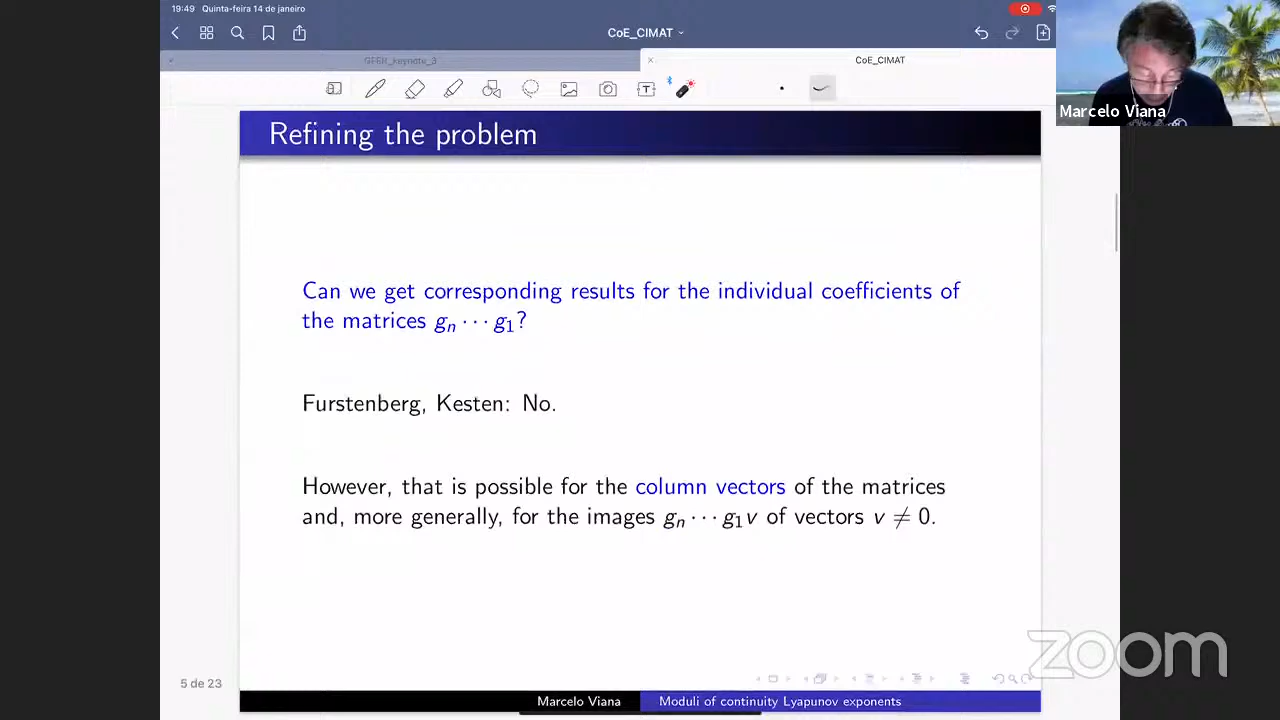 19:49 Quinta-feira 14 de janeiro
CoE_CIMAT
GFER_keynote_3
CoE_CIMAT
T
Marcelo Viana
Refining the problem
Can we get corresponding results for the individual coefficients of
the matrices gₙ ⋯ g₁?
Furstenberg, Kesten: No.
However, that is possible for the column vectors of the matrices
and, more generally, for the images gₙ ⋯ g₁v of vectors v ≠ 0.
zoom
5 de 23
Marcelo Viana Moduli of continuity Lyapunov exponents